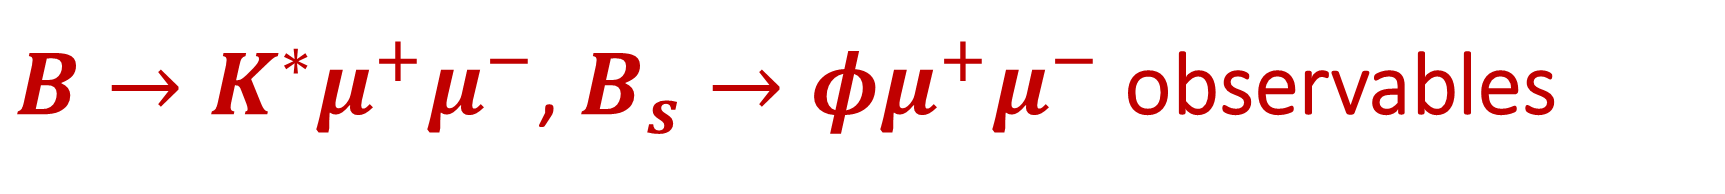 B → K*μ⁺μ⁻, Bₛ → ϕμ⁺μ⁻ observables